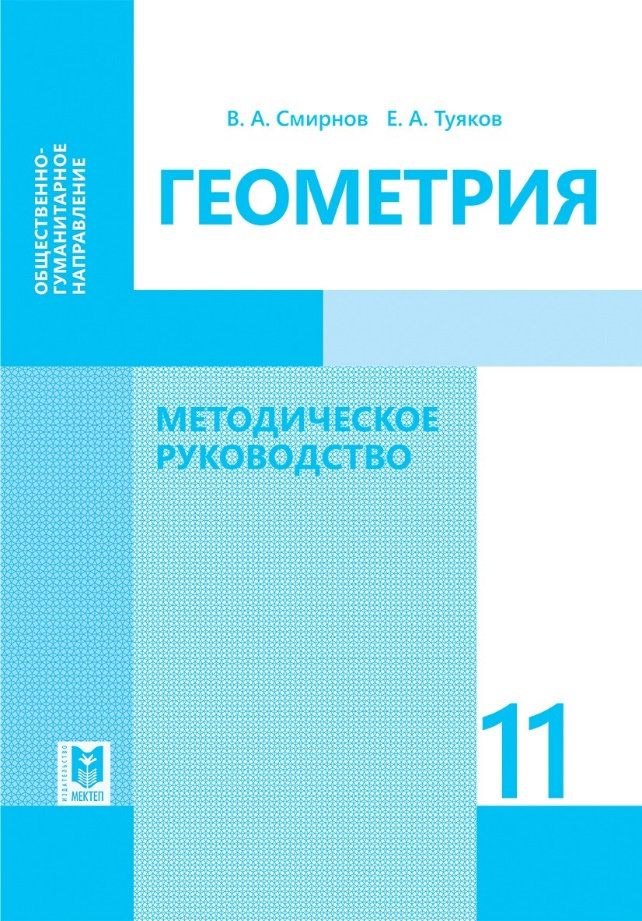 В. А. Смирнов Е. А. Туяков
ОБЩЕСТВЕННО-
ГУМАНИТАРНОЕ
НАПРАВЛЕНИЕ
ГЕОМЕТРИЯ
МЕТОДИЧЕСКОЕ
РУКОВОДСТВО
11
ИЗДАТЕЛЬСТВО
МЕКТЕП